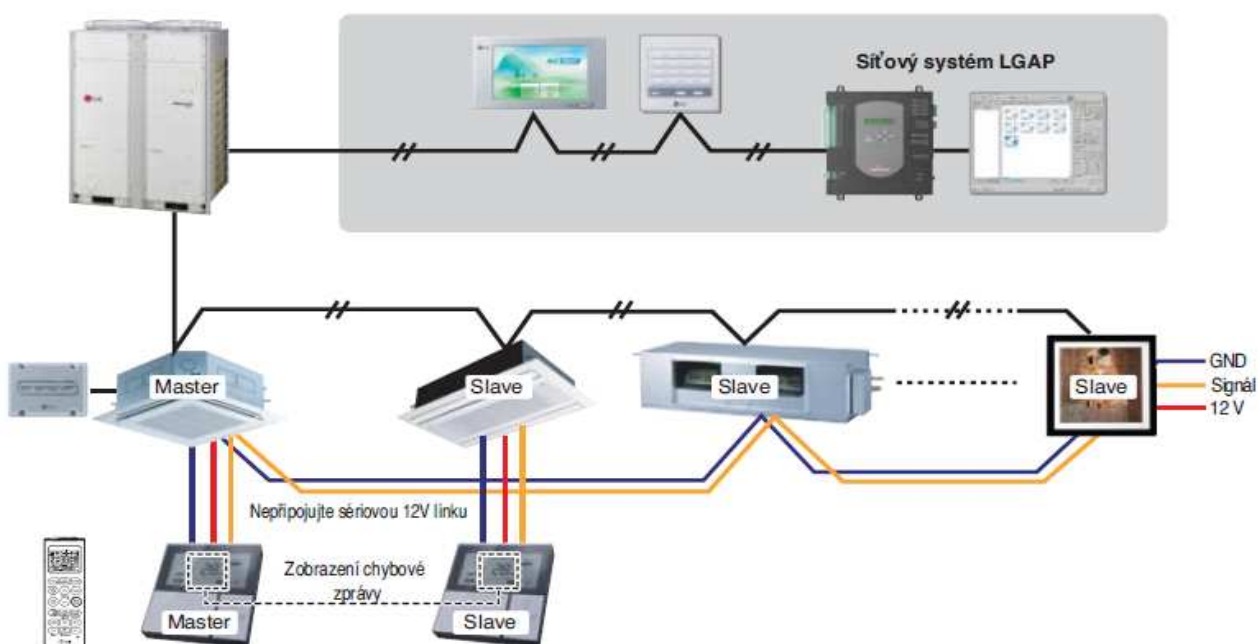 LG
Síťový systém LGAP
Master
Slave
Slave
Slave
GND
Signál
12 V
Nepřipojujte sériovou 12V linku
Zobrazení chybové
zprávy
Master
Slave